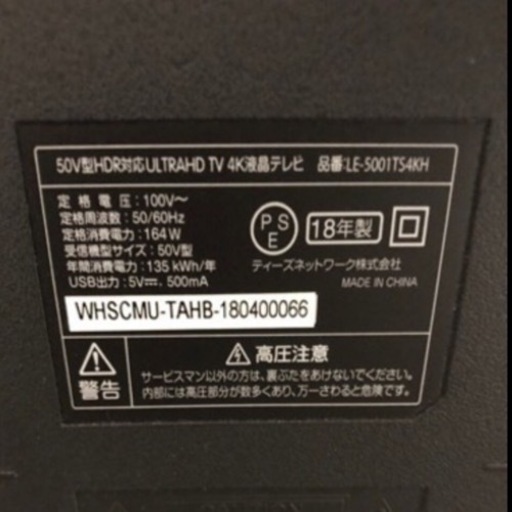 50V型HDR対応ULTRAHD TV 4K液晶テレビ 品番:LE-5001TS4KH
定格電圧:100V～
定格周波数:50/60Hz
定格消費電力:164W
受信機型サイズ:50V型
年間消費電力:135 kWh/年
USB出力:5V⎓500mA
PSE
18年製
ティーズネットワーク株式会社
MADE IN CHINA
WHSCMU-TAHB-180400066
警告
高圧注意
サービスマン以外の方は、裏ぶたをあけないでください。
内部には高圧部分が数多くあり、万一さわると危険です。